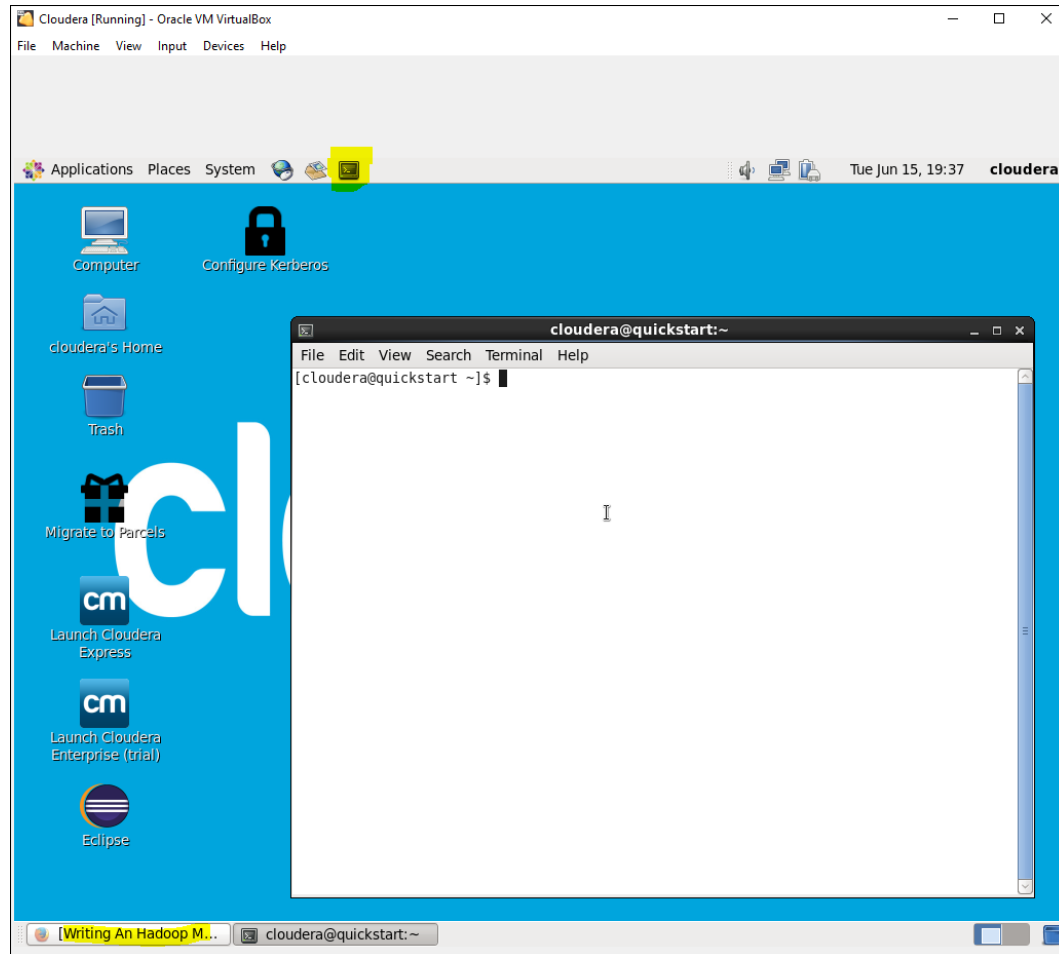 Cloudera [Running] - Oracle VM VirtualBox
File Machine View Input Devices Help
Applications Places System Tue Jun 15, 19:37 cloudera
Computer
Configure Kerberos
cloudera's Home
Trash
Migrate to Parcels
cm
Launch Cloudera
Express
cm
Launch Cloudera
Enterprise (trial)
Eclipse
cl
cloudera@quickstart:~
File Edit View Search Terminal Help
[cloudera@quickstart ~]$
[Writing An Hadoop M...
cloudera@quickstart:~